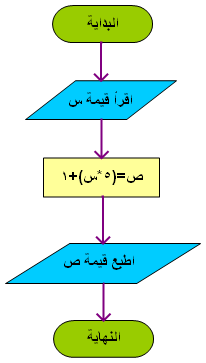 البداية
اقرأ قيمة س
ص=(٥*س)+١
اطبع قيمة ص
النهاية